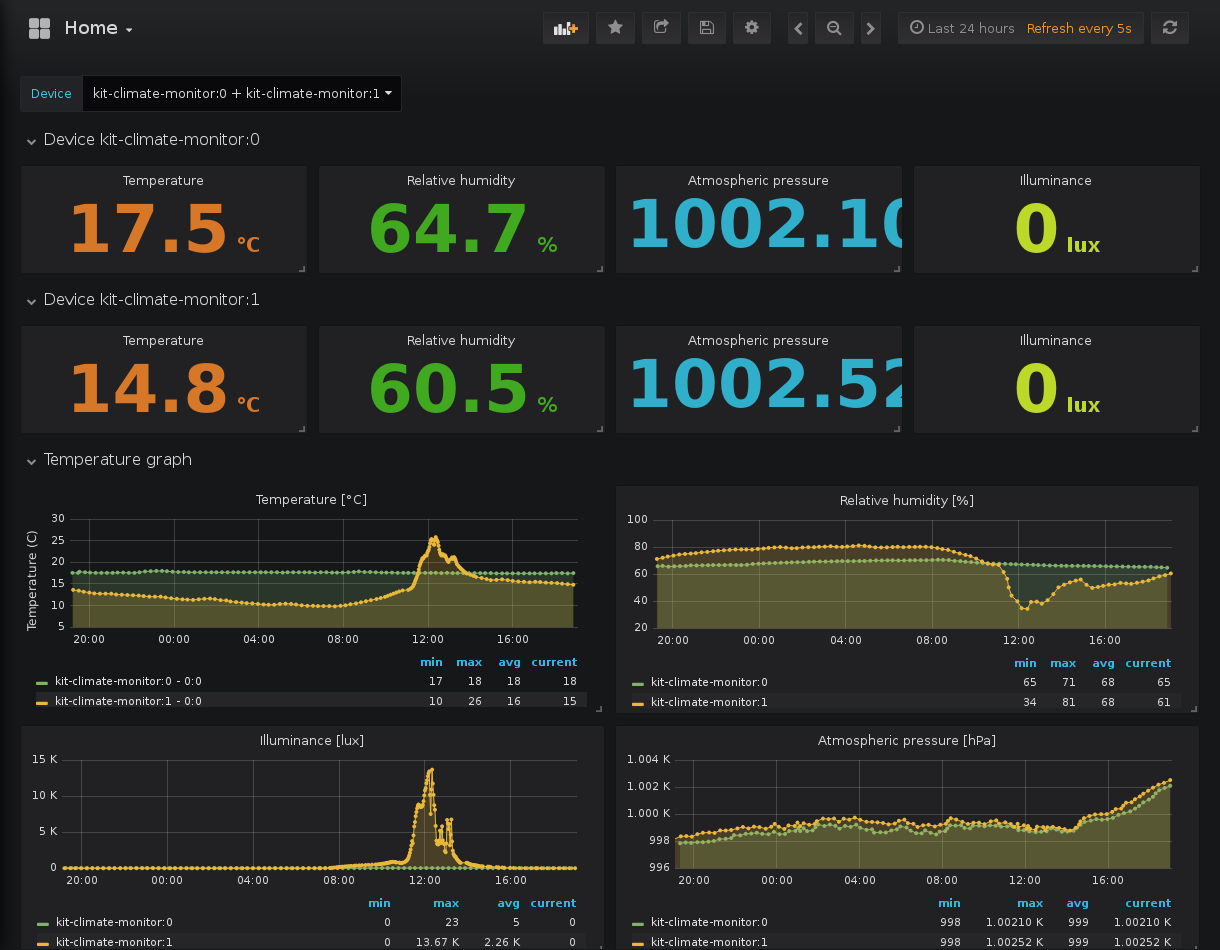 Home
Last 24 hours Refresh every 5s
Device kit-climate-monitor:0 + kit-climate-monitor:1
Device kit-climate-monitor:0
Temperature Relative humidity Atmospheric pressure Illuminance
17.5 °C 64.7 % 1002.10 0 lux
Device kit-climate-monitor:1
Temperature Relative humidity Atmospheric pressure Illuminance
14.8 °C 60.5 % 1002.52 0 lux
Temperature graph
Temperature [°C]
Temperature (C)
30
25
20
15
10
5
20:00 00:00 04:00 08:00 12:00 16:00
min max avg current
kit-climate-monitor:0 - 0:0 17 18 18 18
kit-climate-monitor:1 - 0:0 10 26 16 15
Relative humidity [%]
100
80
60
40
20
20:00 00:00 04:00 08:00 12:00 16:00
min max avg current
kit-climate-monitor:0 65 71 68 65
kit-climate-monitor:1 34 81 68 61
Illuminance [lux]
15 K
10 K
5 K
0
20:00 00:00 04:00 08:00 12:00 16:00
min max avg current
kit-climate-monitor:0 0 23 5 0
kit-climate-monitor:1 0 13.67 K 2.26 K 0
Atmospheric pressure [hPa]
1.004 K
1.002 K
1.000 K
998
996
20:00 00:00 04:00 08:00 12:00 16:00
min max avg current
kit-climate-monitor:0 998 1.00210 K 999 1.00210 K
kit-climate-monitor:1 998 1.00252 K 999 1.00252 K